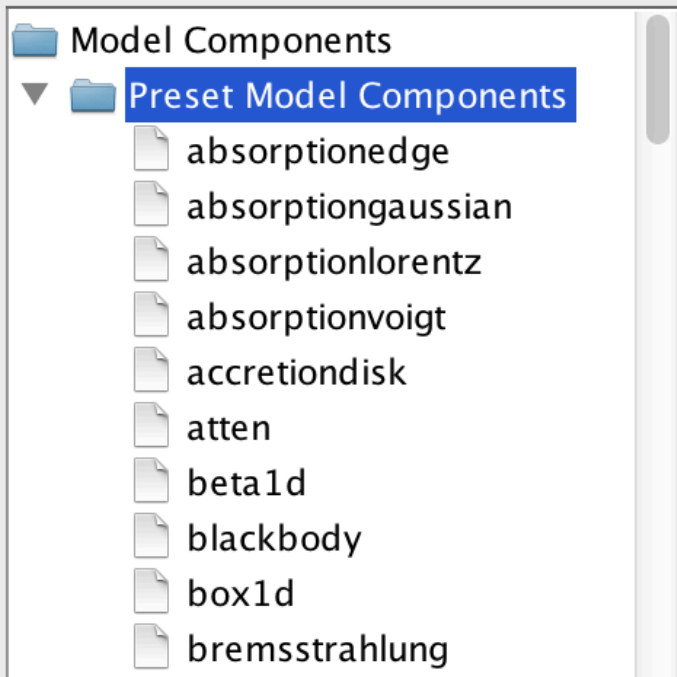 Model Components
Preset Model Components
absorptionedge
absorptiongaussian
absorptionlorentz
absorptionvoigt
accretiondisk
atten
beta1d
blackbody
box1d
bremsstrahlung